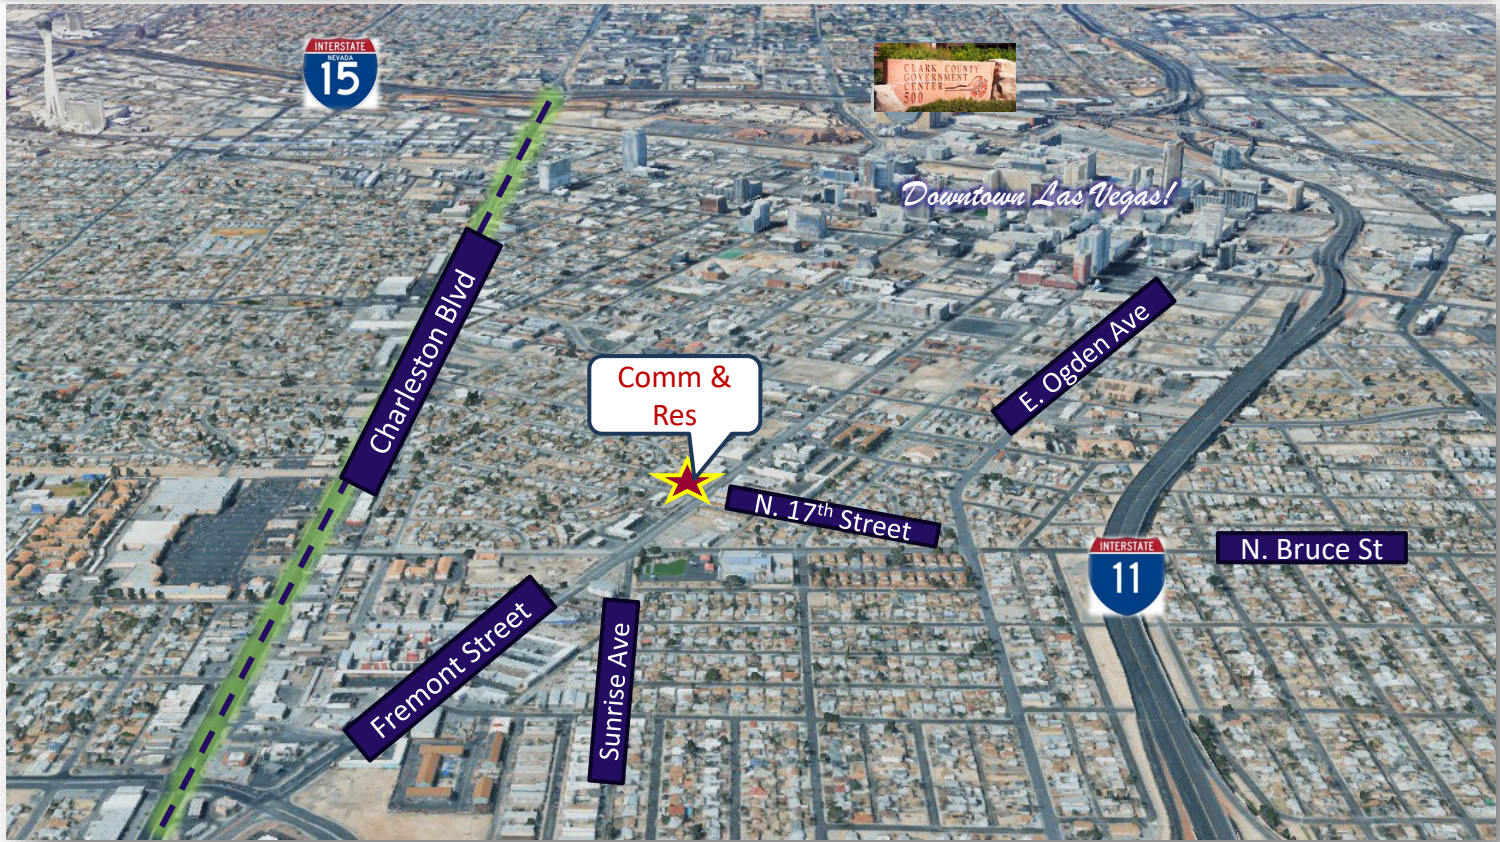 INTERSTATE
NEVADA
15
CLARK COUNTY
GOVERNMENT
CENTER
500
Downtown Las Vegas!
Charleston Blvd
E. Ogden Ave
Comm &
Res
N. 17th Street
INTERSTATE
11
N. Bruce St
Fremont Street
Sunrise Ave